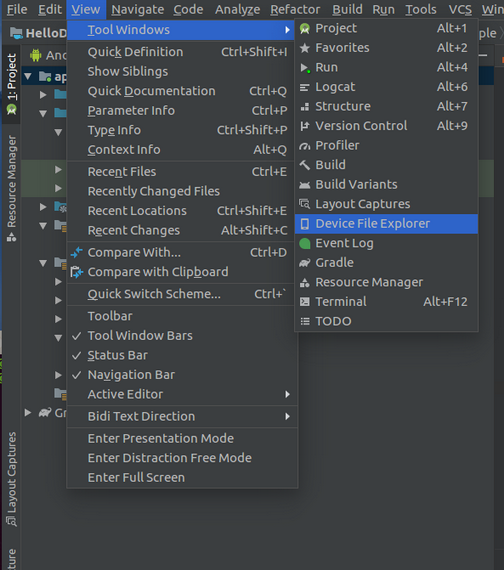 File Edit View Navigate Code Analyze Refactor Build Run Tools VCS Win
HelloD
Tool Windows
Quick Definition Ctrl+Shift+I
Show Siblings
Quick Documentation Ctrl+Q
Parameter Info Ctrl+P
Type Info Ctrl+Shift+P
Context Info Alt+Q
Recent Files Ctrl+E
Recently Changed Files
Recent Locations Ctrl+Shift+E
Recent Changes Alt+Shift+C
Compare With... Ctrl+D
Compare with Clipboard
Quick Switch Scheme... Ctrl+`
Toolbar
Tool Window Bars
Status Bar
Navigation Bar
Active Editor
Bidi Text Direction
Enter Presentation Mode
Enter Distraction Free Mode
Enter Full Screen
Project Alt+1
Favorites Alt+2
Run Alt+4
Logcat Alt+6
Structure Alt+7
Version Control Alt+9
Profiler
Build
Build Variants
Layout Captures
Device File Explorer
Event Log
Gradle
Resource Manager
Terminal Alt+F12
TODO
ple
And
ap
Gr
1: Project
Resource Manager
Layout Captures
ture